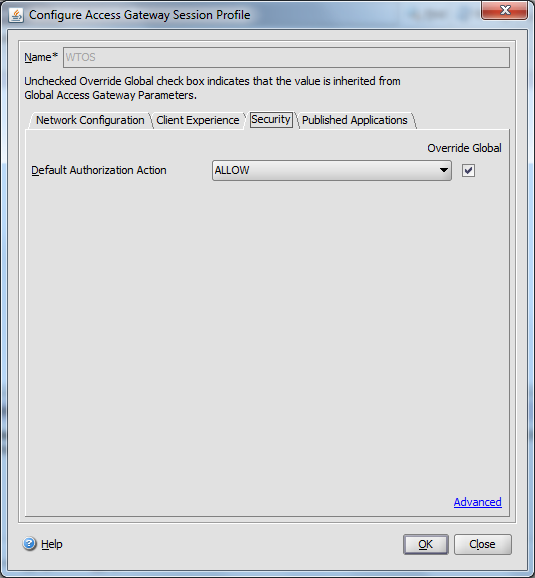 Configure Access Gateway Session Profile
Name* WTOS
Unchecked Override Global check box indicates that the value is inherited from
Global Access Gateway Parameters.
Network Configuration Client Experience Security Published Applications
Override Global
Default Authorization Action ALLOW
Advanced
Help OK Close